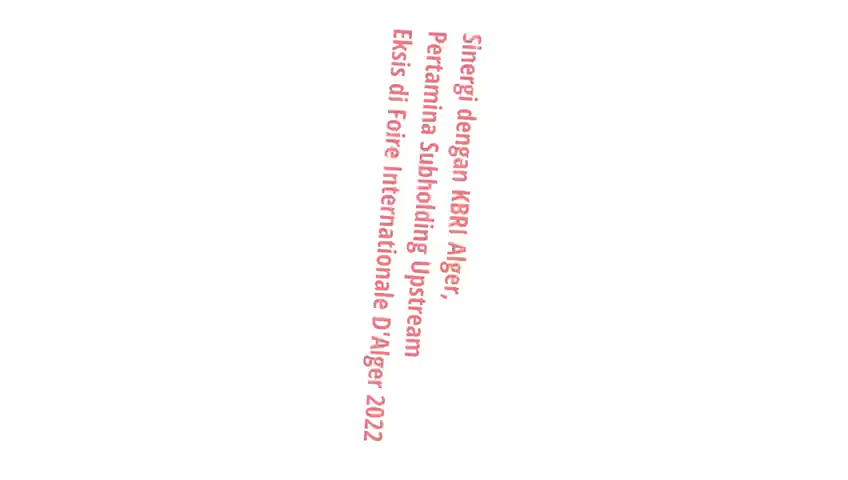 Sinergi dengan KBRI Alger,
Pertamina Subholding Upstream
Eksis di Foire Internationale D'Alger 2022